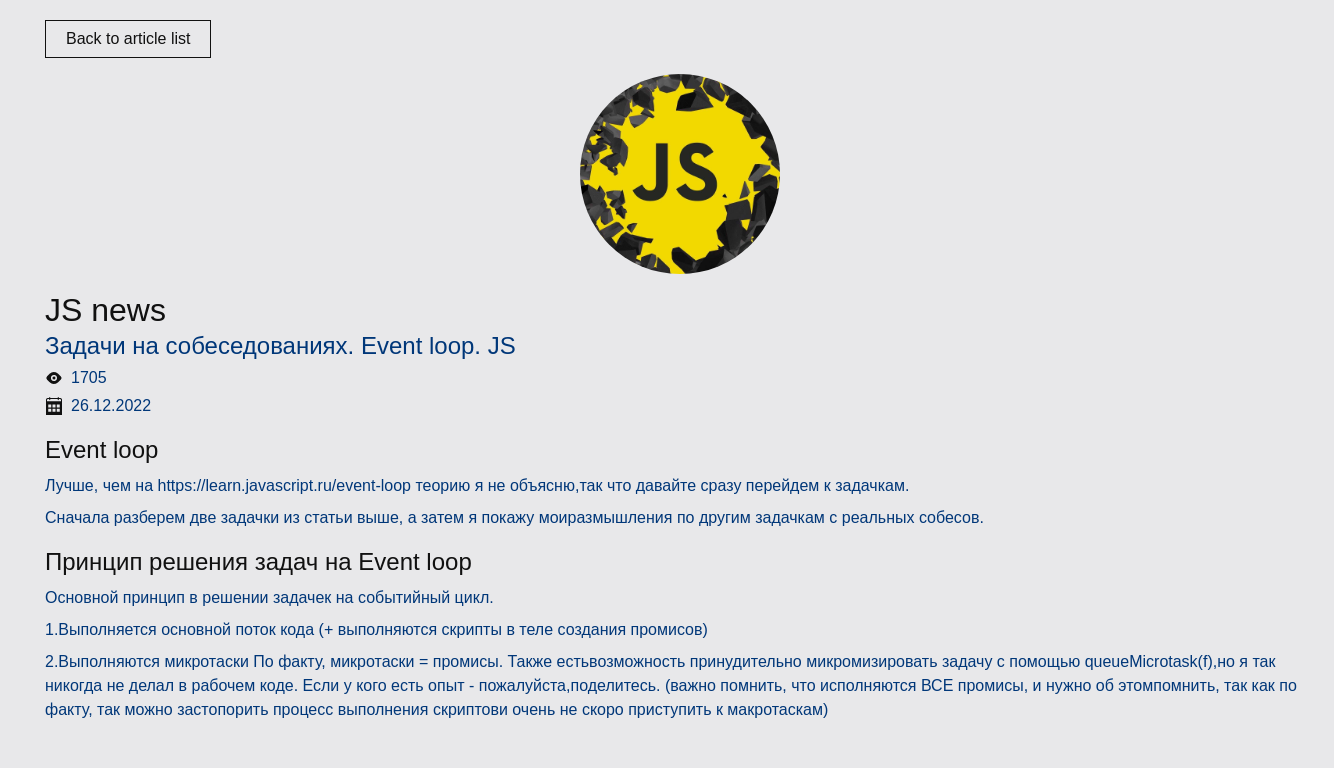 Back to article list
JS
JS news
Задачи на собеседованиях. Event loop. JS
1705
26.12.2022
Event loop
Лучше, чем на https://learn.javascript.ru/event-loop теорию я не объясню,так что давайте сразу перейдем к задачкам.
Сначала разберем две задачки из статьи выше, а затем я покажу моиразмышления по другим задачкам с реальных собесов.
Принцип решения задач на Event loop
Основной принцип в решении задачек на событийный цикл.
1.Выполняется основной поток кода (+ выполняются скрипты в теле создания промисов)
2.Выполняются микротаски По факту, микротаски = промисы. Также естьвозможность принудительно микромизировать задачу с помощью queueMicrotask(f),но я так
никогда не делал в рабочем коде. Если у кого есть опыт - пожалуйста,поделитесь. (важно помнить, что исполняются ВСЕ промисы, и нужно об этомпомнить, так как по
факту, так можно застопорить процесс выполнения скриптови очень не скоро приступить к макротаскам)